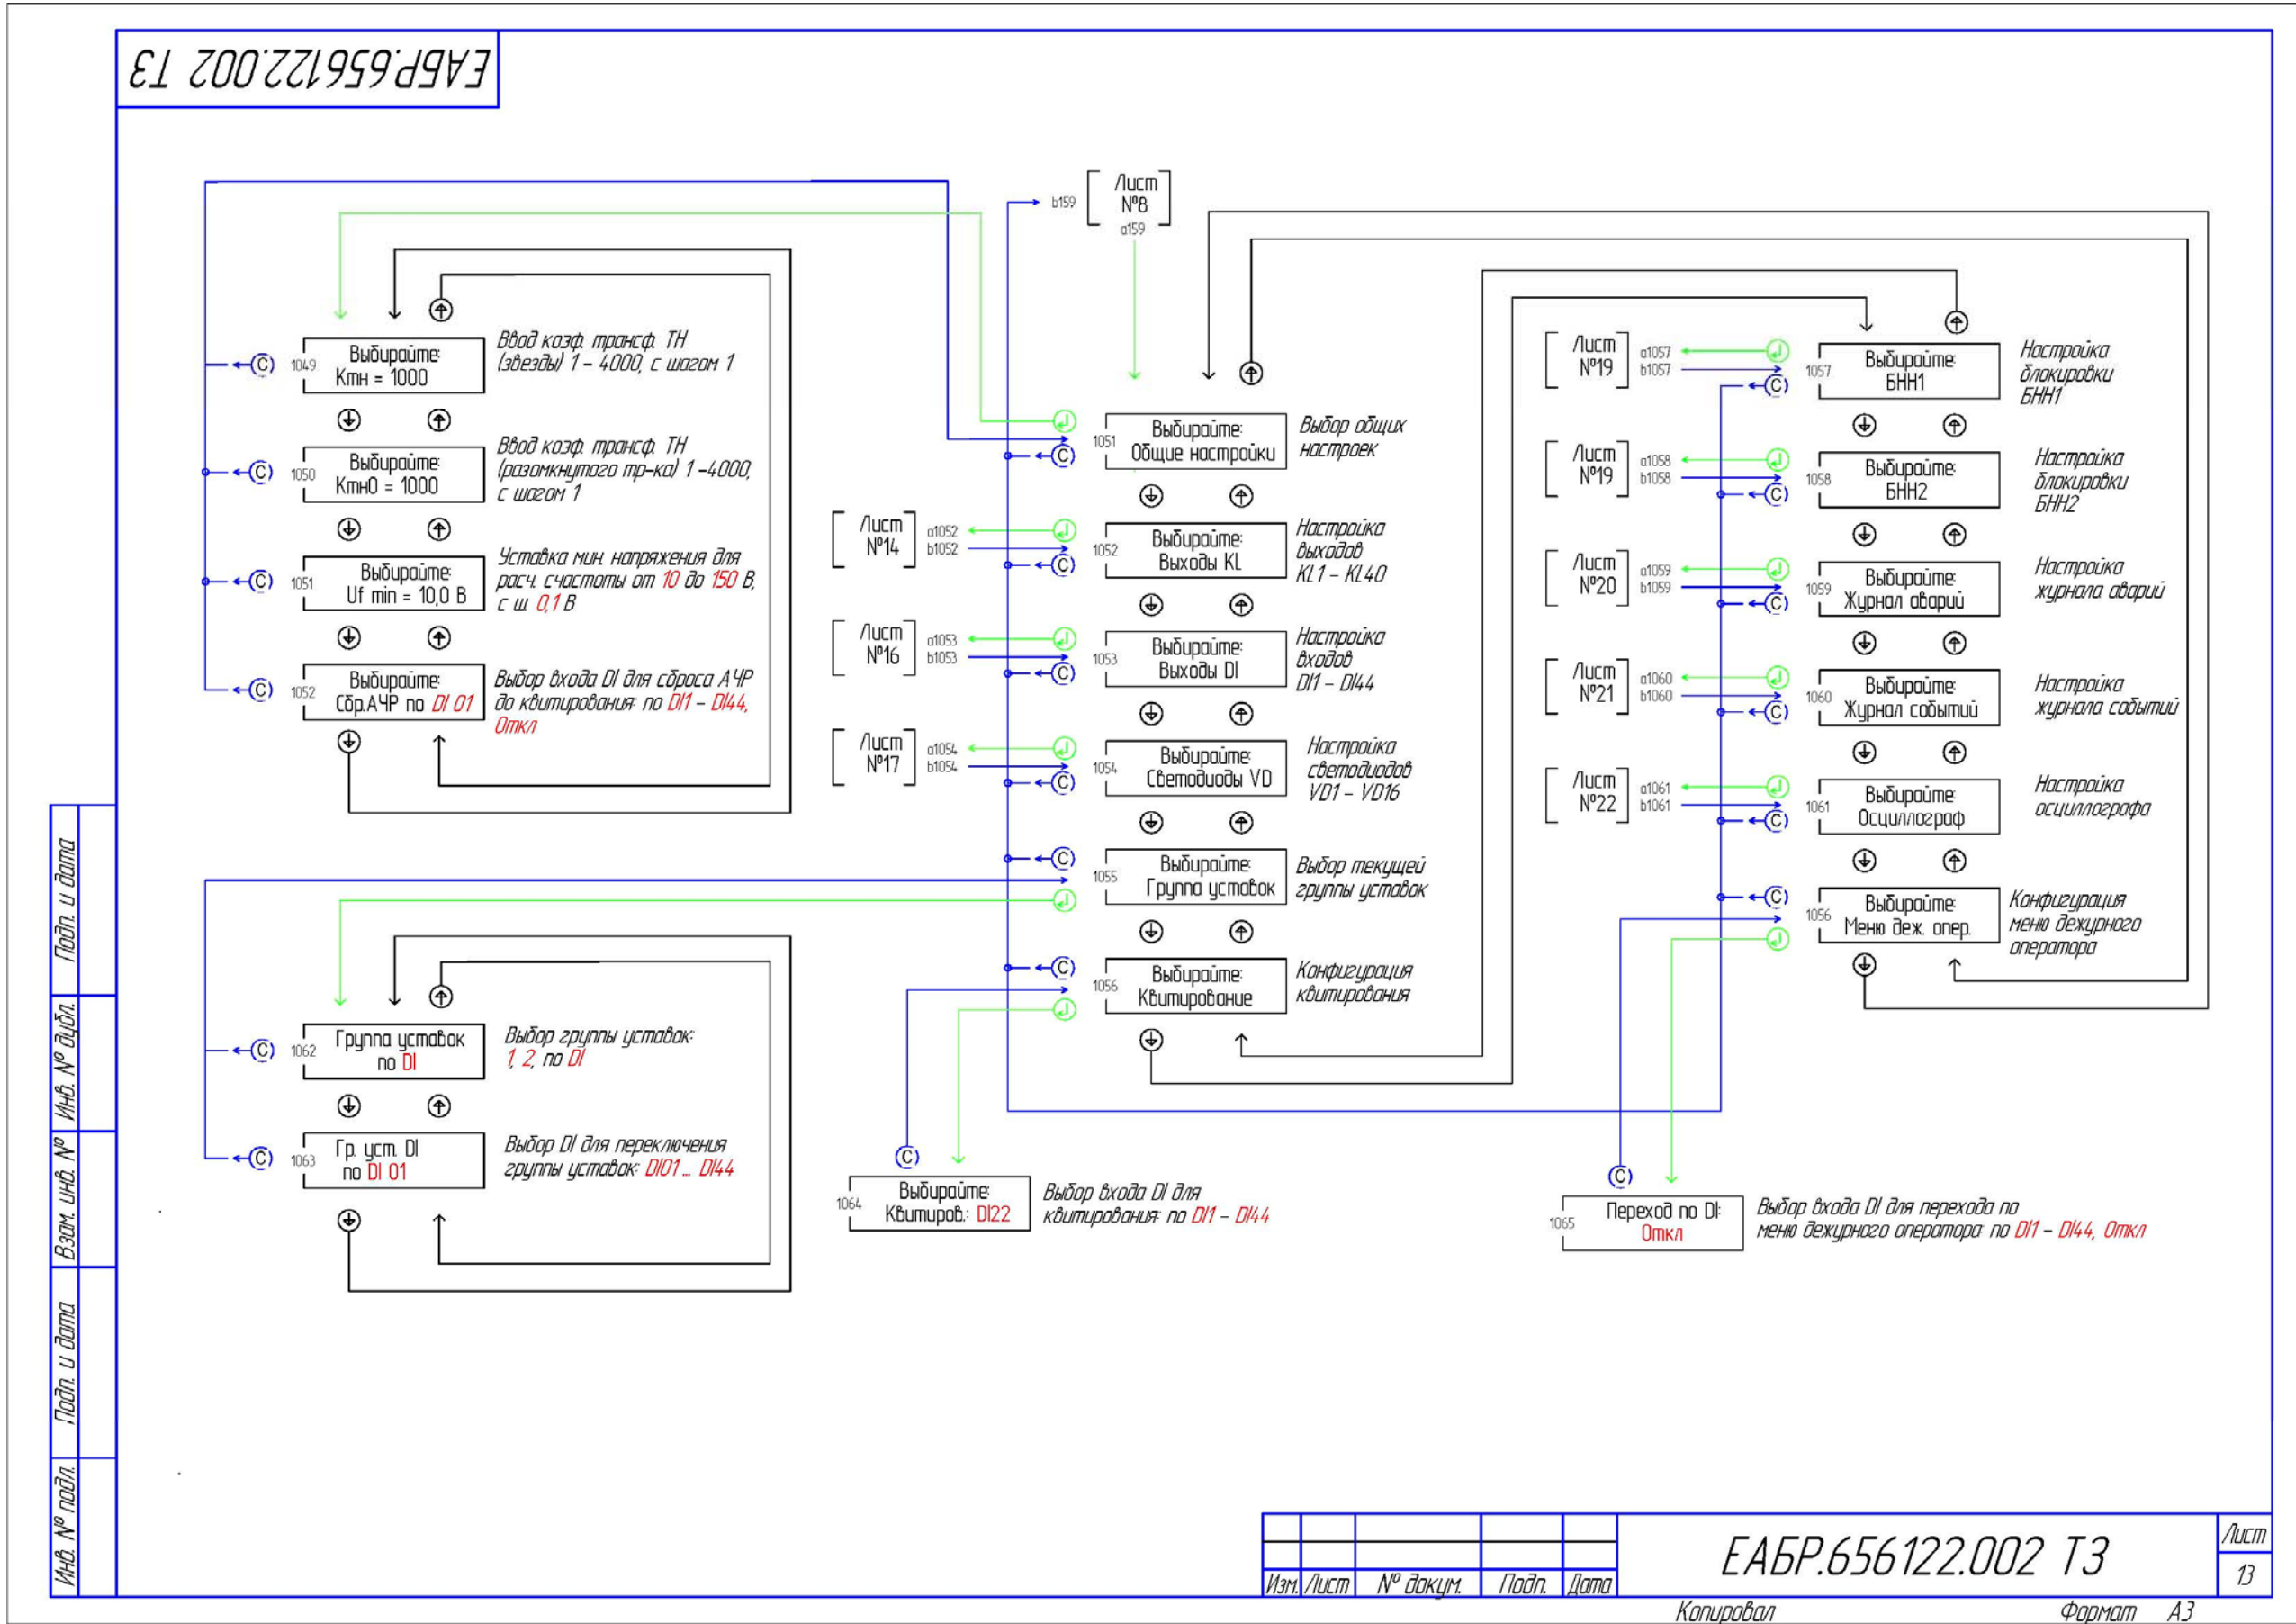 ЕАБР.656122.002 ТЗ
Лист
№8
b159
a159
1049
Выбирайте:
Ктн = 1000
Ввод коэф. трансф. ТН
(звезды) 1 – 4000, с шагом 1
С
1050
Выбирайте:
Ктн0 = 1000
Ввод коэф. трансф. ТН
(разомкнутого тр-ка) 1 –4000,
с шагом 1
С
1051
Выбирайте:
Uf min = 10,0 В
Уставка мин. напряжения для
расч. счастоты от 10 до 150 В,
с ш. 0,1 В
С
1052
Выбирайте:
Сбр.АЧР по DI 01
Выбор входа DI для сброса АЧР
до квитирования: по DI1 – DI44,
Откл
С
1062
Группа уставок
по DI
Выбор группы уставок:
1, 2, по DI
С
1063
Гр. уст. DI
по DI 01
Выбор DI для переключения
группы уставок: DI01 ... DI44
С
1051
Выбирайте:
Общие настройки
Выбор общих
настроек
С
Лист
№14
a1052
b1052
1052
Выбирайте:
Выходы KL
Настройка
выходов
KL1 – KL40
С
Лист
№16
a1053
b1053
1053
Выбирайте:
Выходы DI
Настройка
входов
DI1 – DI44
С
Лист
№17
a1054
b1054
1054
Выбирайте:
Светодиоды VD
Настройка
светодиодов
VD1 – VD16
С
1055
Выбирайте:
Группа уставок
Выбор текущей
группы уставок
С
1056
Выбирайте:
Квитирование
Конфигурация
квитирования
С
С
1064
Выбирайте:
Квитиров.: DI22
Выбор входа DI для
квитирования: по DI1 – DI44
Лист
№19
a1057
b1057
1057
Выбирайте:
БНН1
Настройка
блокировки
БНН1
С
Лист
№19
a1058
b1058
1058
Выбирайте:
БНН2
Настройка
блокировки
БНН2
С
Лист
№20
a1059
b1059
1059
Выбирайте:
Журнал аварий
Настройка
журнала аварий
С
Лист
№21
a1060
b1060
1060
Выбирайте:
Журнал событий
Настройка
журнала событий
С
Лист
№22
a1061
b1061
1061
Выбирайте:
Осциллограф
Настройка
осциллографа
С
1056
Выбирайте:
Меню деж. опер.
Конфигурация
меню дежурного
оператора
С
С
1065
Переход по DI:
Откл
Выбор входа DI для перехода по
меню дежурного оператора: по DI1 – DI44, Откл
Подп. и дата
Инв. № дубл.
Взам. инв. №
Подп. и дата
Инв. № подл.
Изм. Лист № докум. Подп. Дата
ЕАБР.656122.002 ТЗ
Лист
13
Копировал
Формат А3